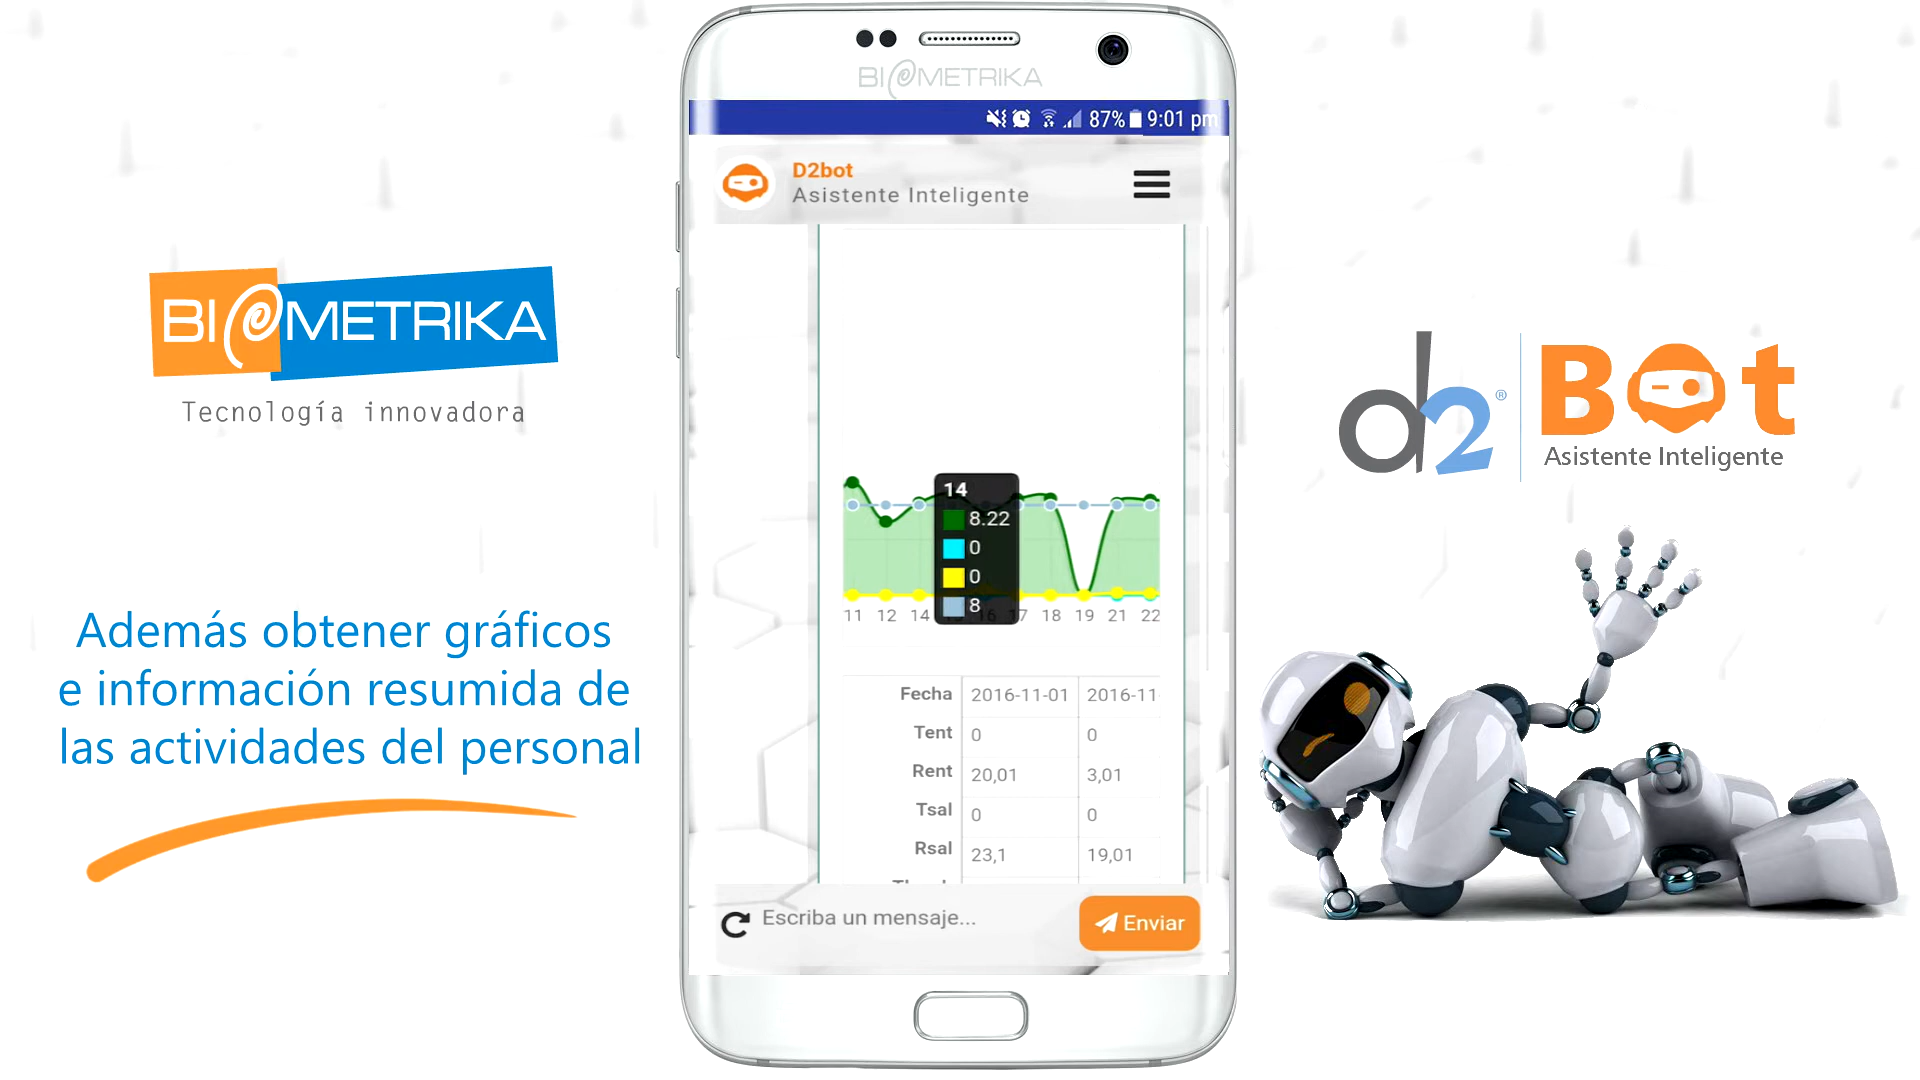 BIOMETRIKA
Tecnología innovadora
Además obtener gráficos
e información resumida de
las actividades del personal
BIOMETRIKA
87% 9:01 pm
D2bot
Asistente Inteligente
14
8.22
0
0
8
11 12 14 16 17 18 19 21 22
Fecha 2016-11-01 2016-11-
Tent 0 0
Rent 20,01 3,01
Tsal 0 0
Rsal 23,1 19,01
Escriba un mensaje...
Enviar
d2® Bot
Asistente Inteligente